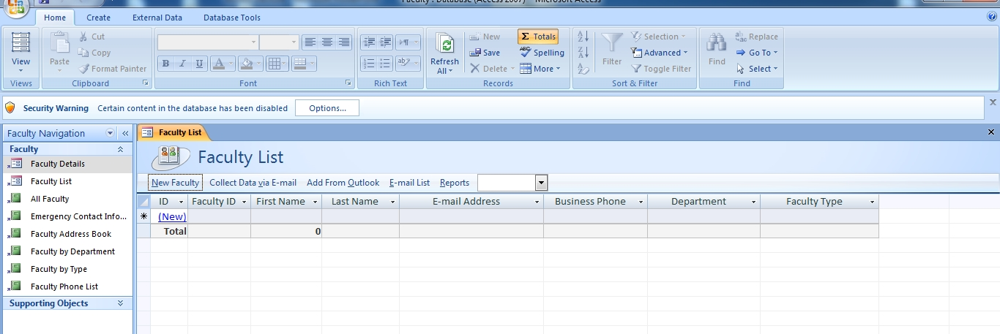 Faculty : Database (Access 2007) - Microsoft Access
Home Create External Data Database Tools
View Paste Cut Copy Format Painter
B I U A
Refresh All New Save Delete Σ Totals Spelling More
Filter Selection Advanced Toggle Filter
Find Replace Go To Select
Views Clipboard Font Rich Text Records Sort & Filter Find
Security Warning Certain content in the database has been disabled Options...
Faculty Navigation
Faculty
Faculty Details
Faculty List
All Faculty
Emergency Contact Info...
Faculty Address Book
Faculty by Department
Faculty by Type
Faculty Phone List
Supporting Objects
Faculty List
Faculty List
New Faculty Collect Data via E-mail Add From Outlook E-mail List Reports
ID Faculty ID First Name Last Name E-mail Address Business Phone Department Faculty Type
(New)
Total 0